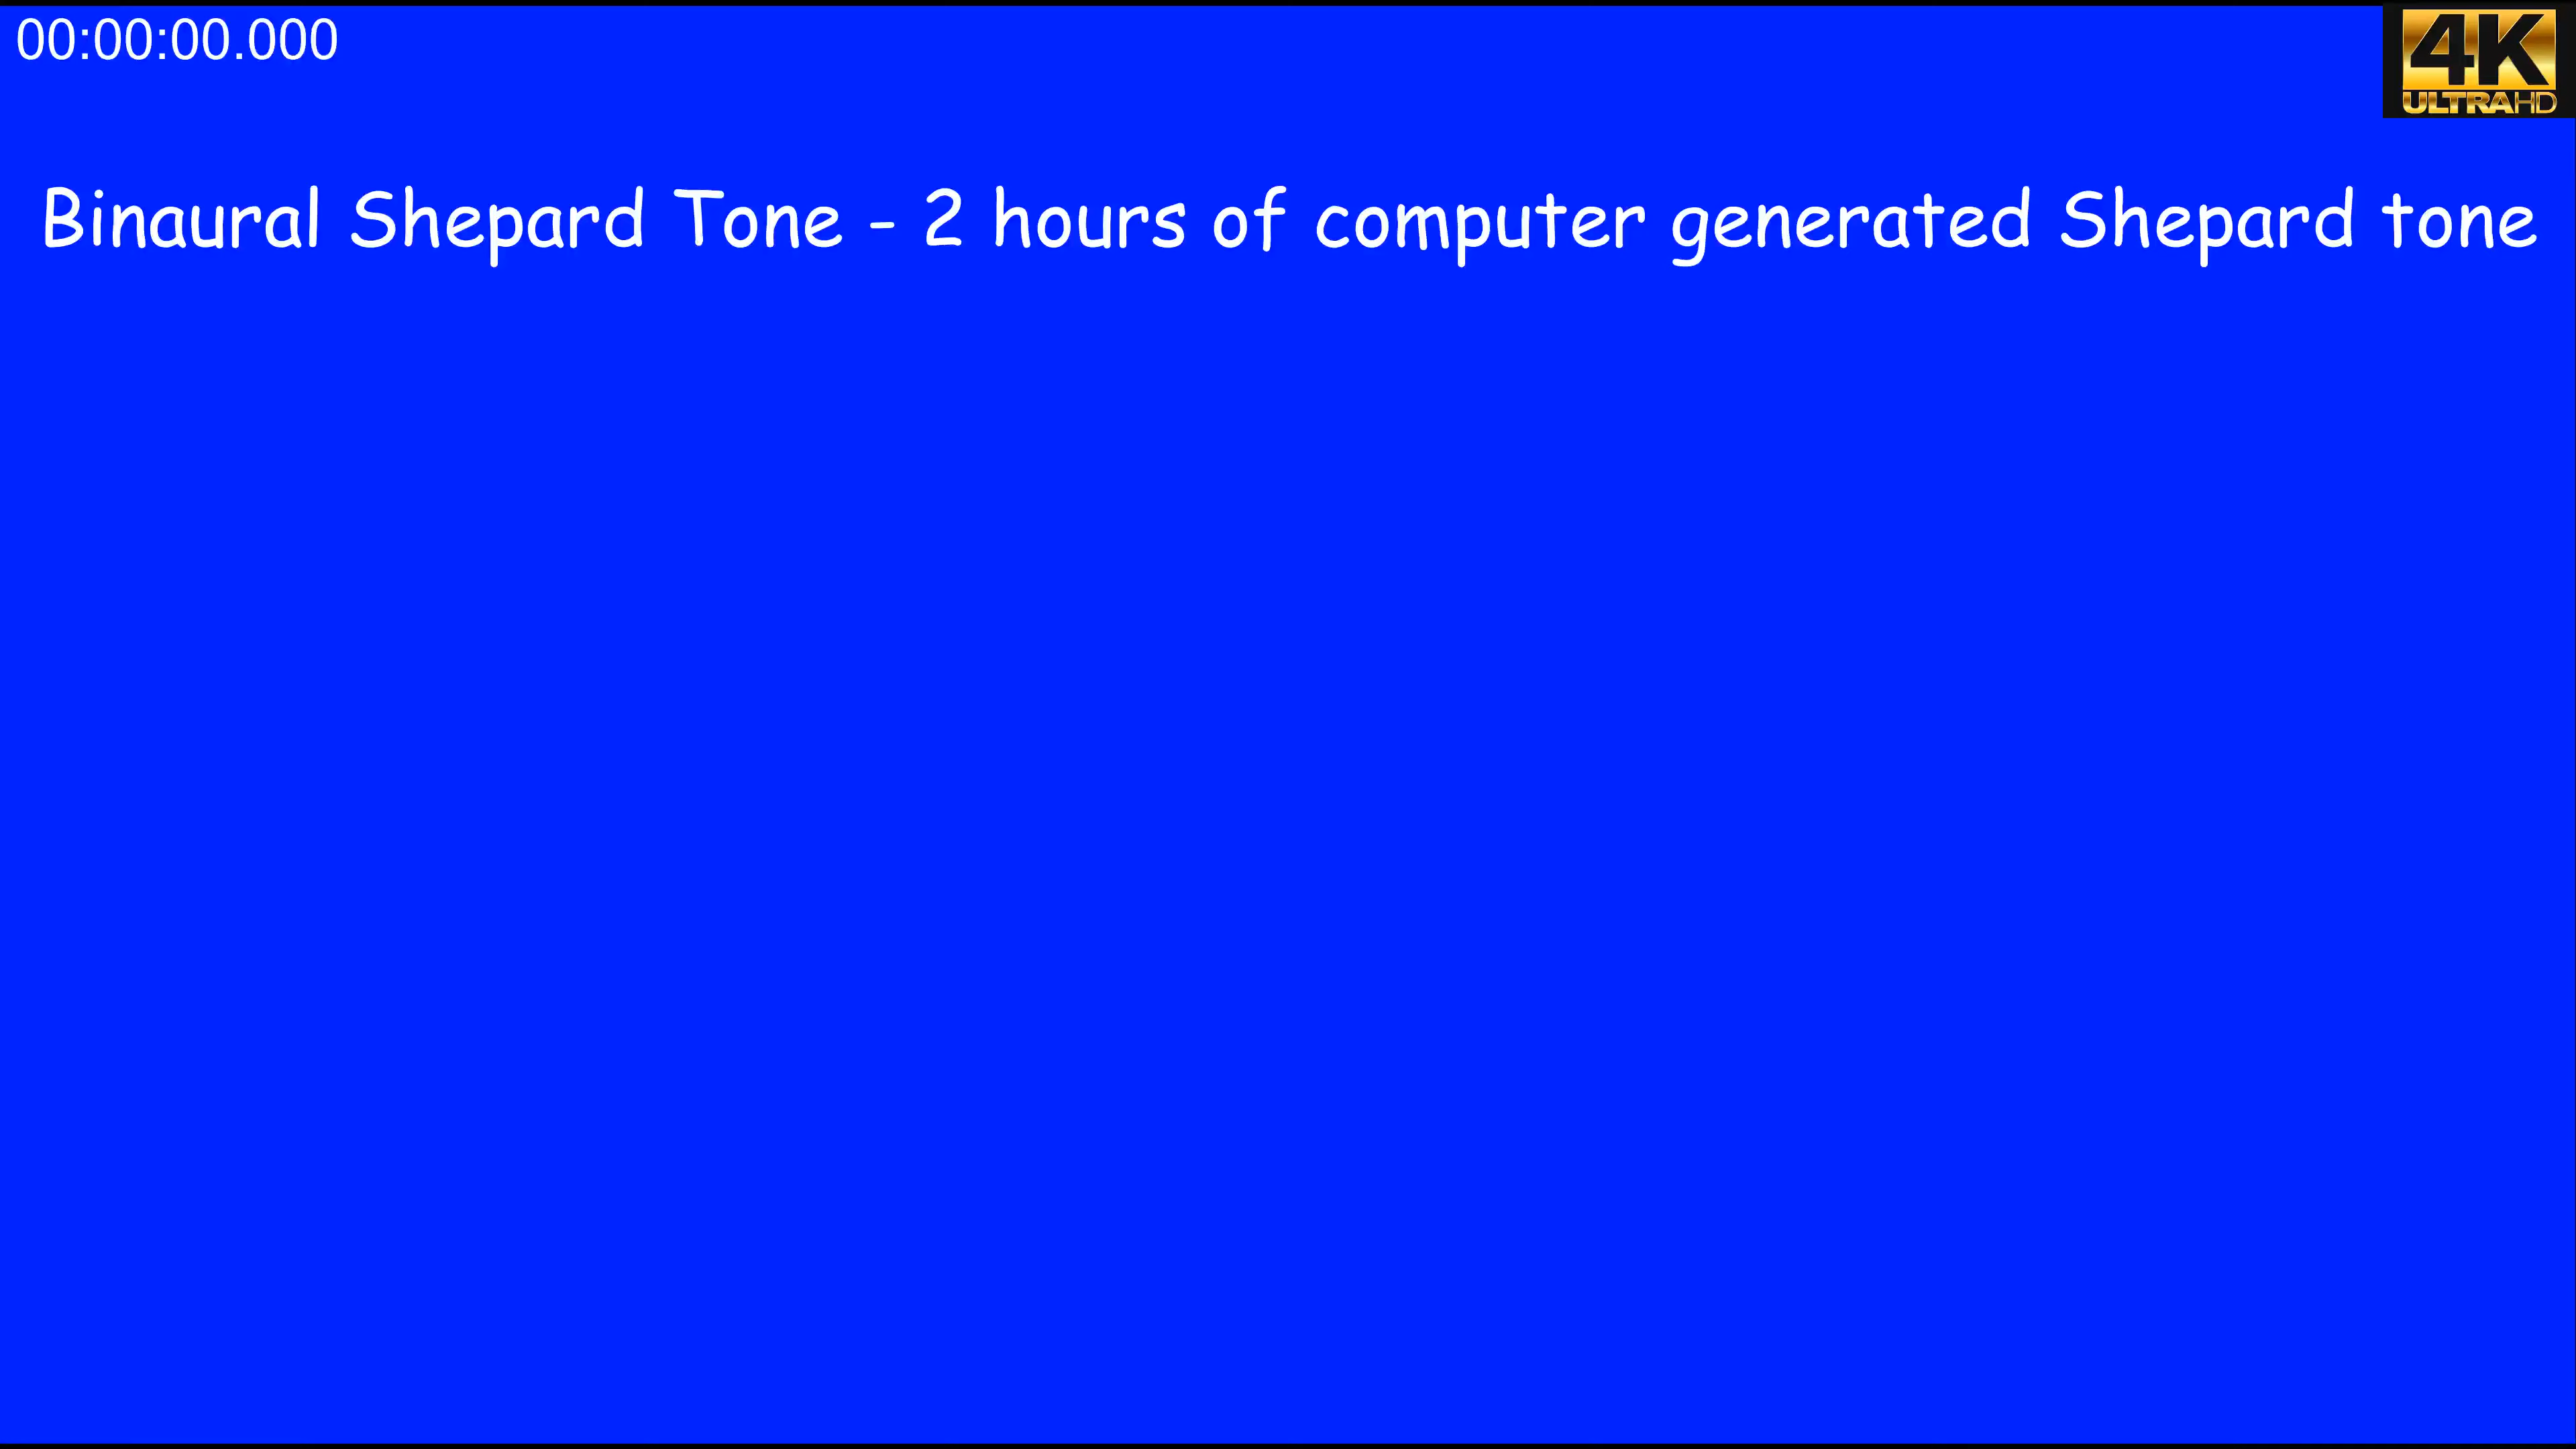 00:00:00.000
4K
ULTRAHD
Binaural Shepard Tone - 2 hours of computer generated Shepard tone